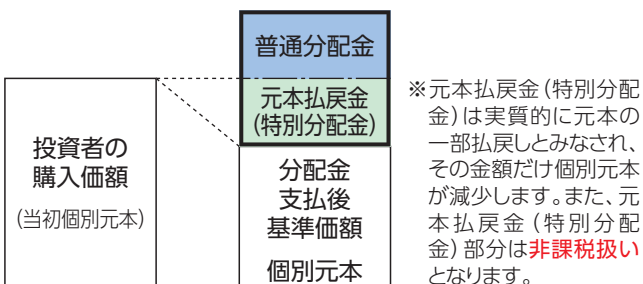 普通分配金
元本払戻金
(特別分配金)
投資者の
購入価額
(当初個別元本)
分配金
支払後
基準価額
個別元本
※元本払戻金(特別分配
金)は実質的に元本の
一部払戻しとみなされ、
その金額だけ個別元本
が減少します。また、元
本払戻金(特別分配
金)部分は非課税扱い
となります。